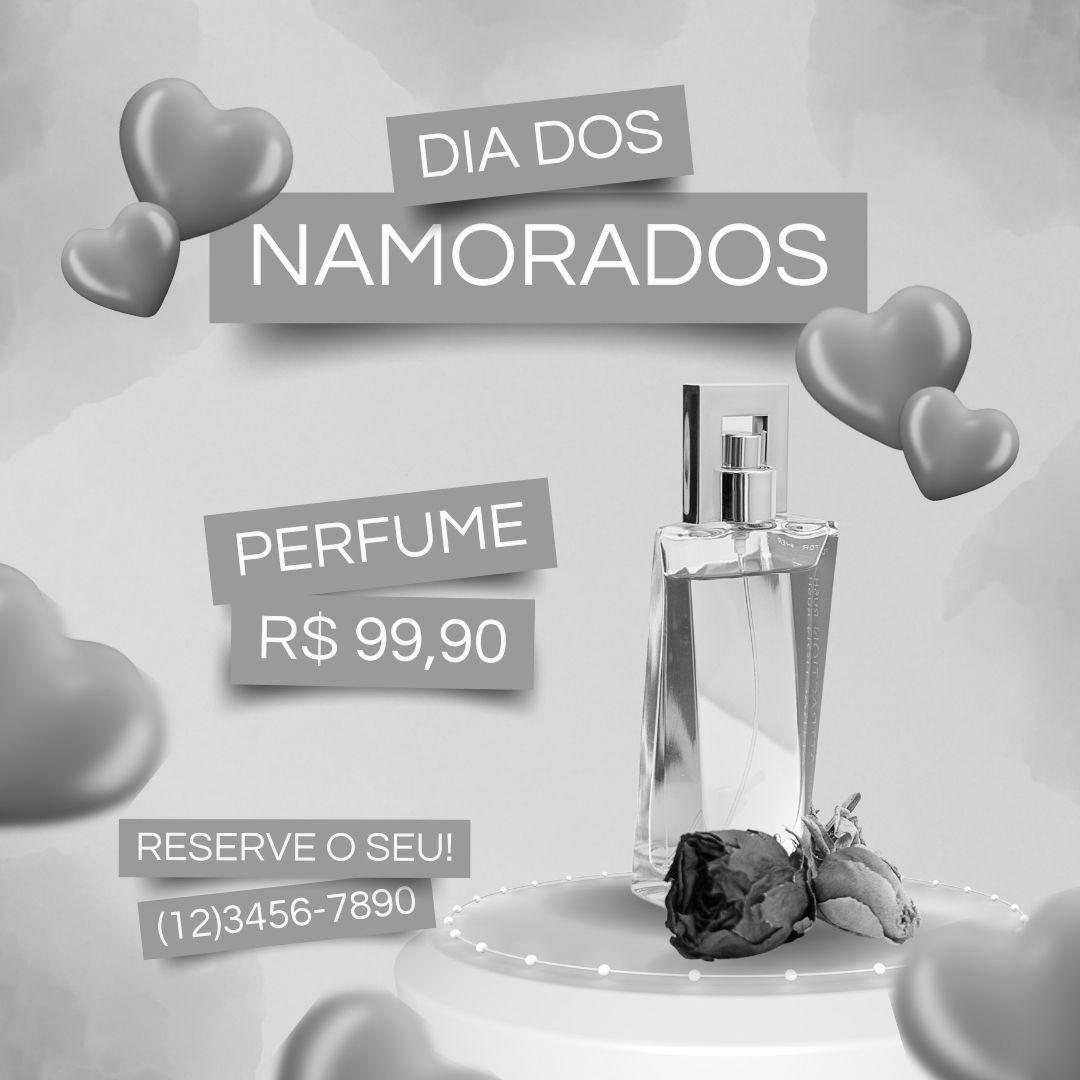 DIA DOS
NAMORADOS
PERFUME
R$ 99,90
RESERVE O SEU!
(12)3456-7890